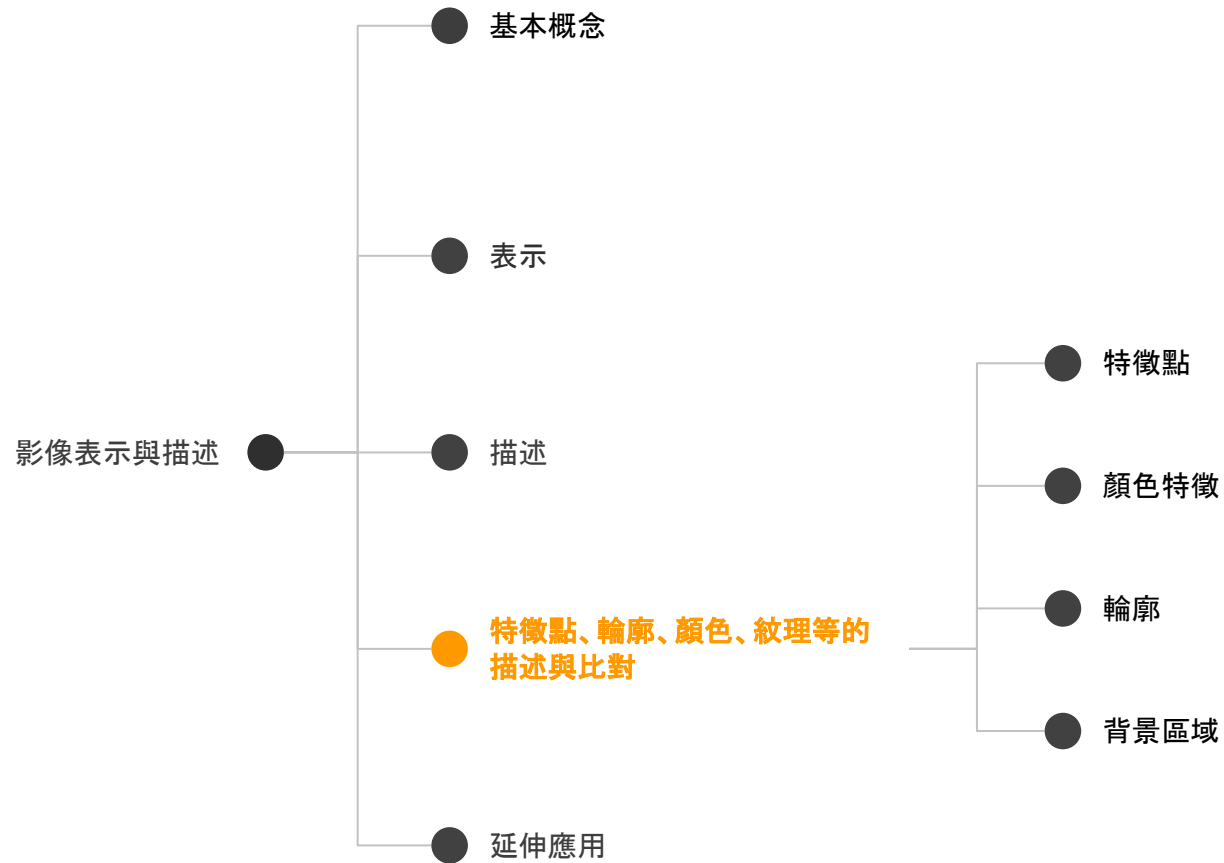 基本概念
表示
影像表示與描述
描述
特徵點、輪廓、顏色、紋理等的
描述與比對
延伸應用
特徵點
顏色特徵
輪廓
背景區域